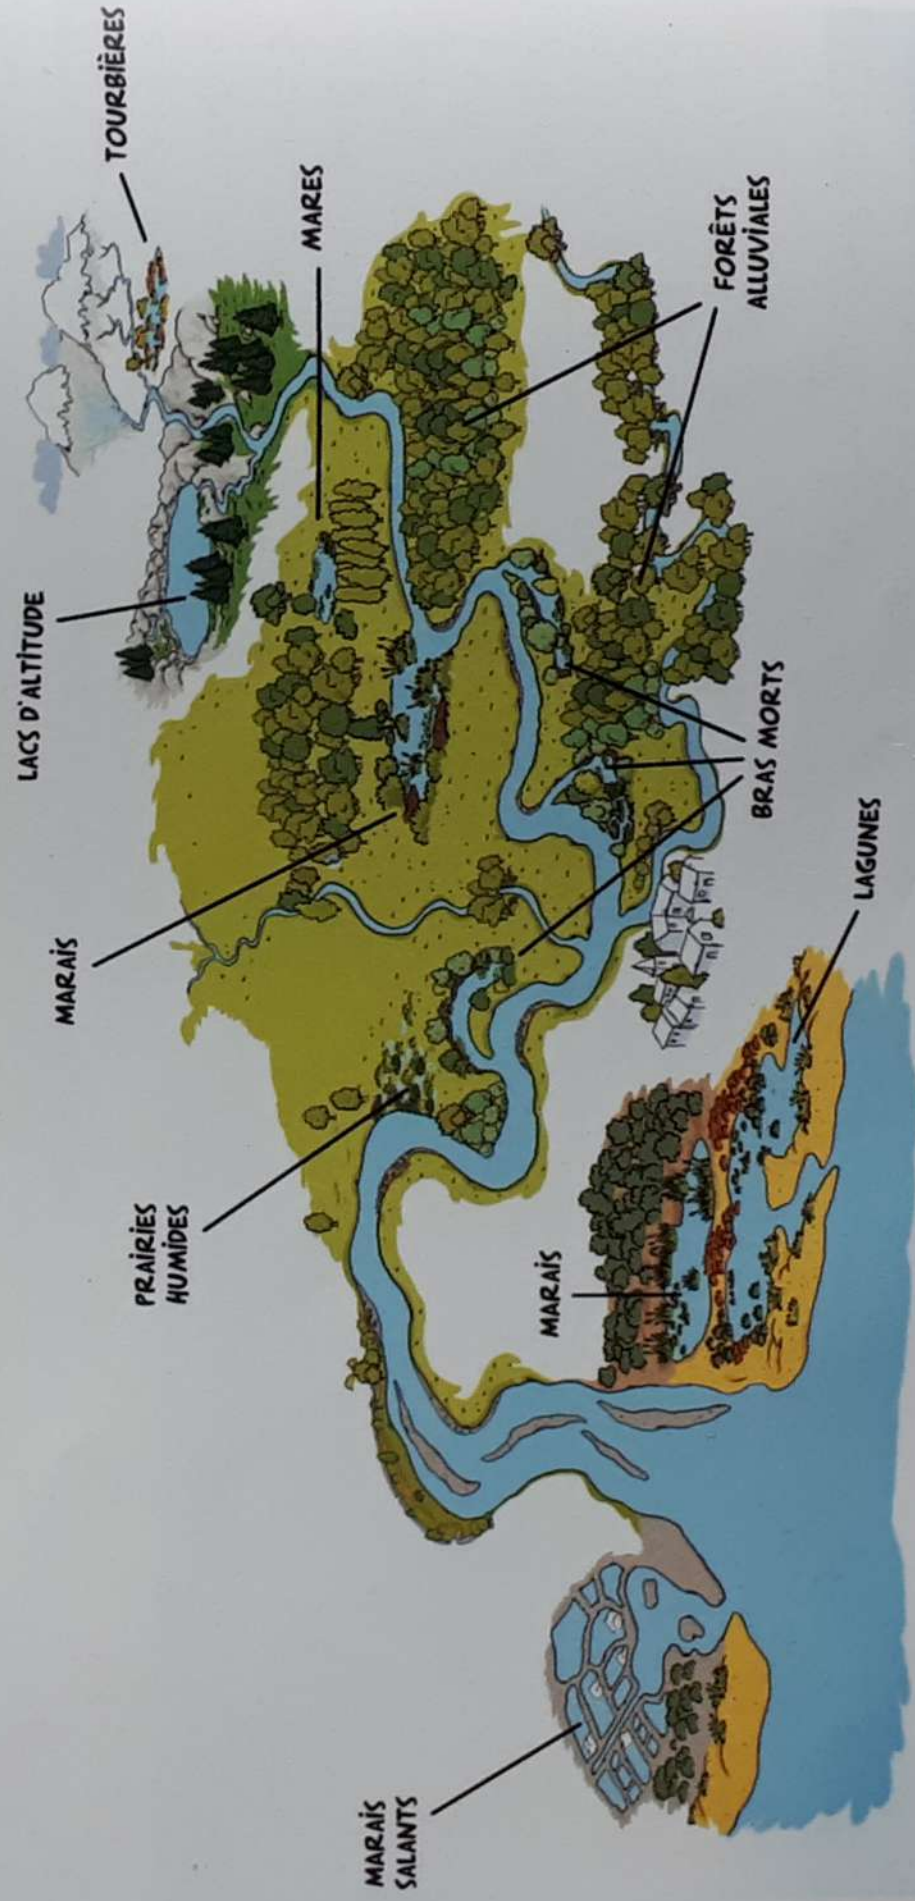 TOURBIÈRES
LACS D'ALTITUDE
MARES
MARAIS
FORÊTS
ALLUVIALES
PRAIRIES
HUMIDES
BRAS MORTS
MARAIS
LAGUNES
MARAIS
SALANTS